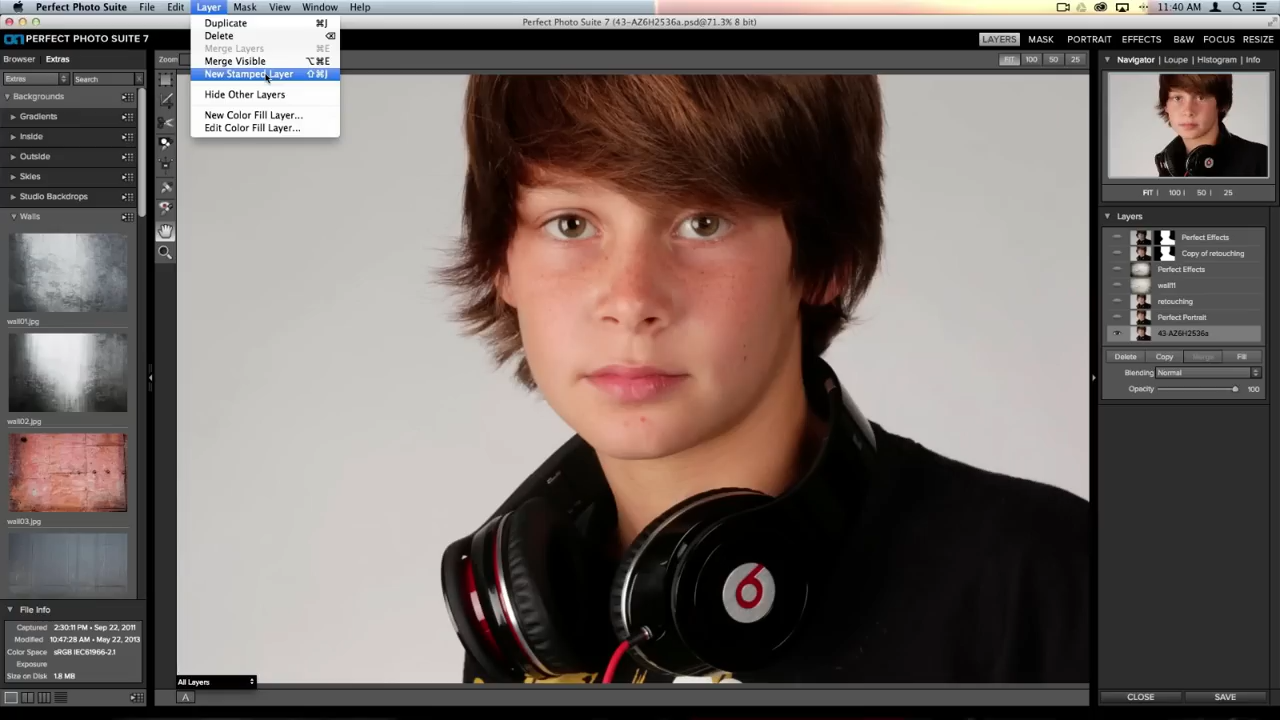 Perfect Photo Suite File Edit Layer Mask View Window Help 11:40 AM
Perfect Photo Suite 7 (43-AZ6H2536a.psd@71.3% 8 bit)
ON PERFECT PHOTO SUITE 7
LAYERS MASK PORTRAIT EFFECTS B&W FOCUS RESIZE
Duplicate ⌘J
Delete ⌫
Merge Layers ⌘E
Merge Visible ⌥⌘E
New Stamped Layer ⇧⌘J
Hide Other Layers
New Color Fill Layer...
Edit Color Fill Layer...
Browser Extras
Extras Search
Backgrounds
Gradients
Inside
Outside
Skies
Studio Backdrops
Walls
wall01.jpg
wall02.jpg
wall03.jpg
File Info
Captured 2:30:11 PM • Sep 22, 2011
Modified 10:47:28 AM • May 22, 2013
Color Space sRGB IEC61966-2.1
Exposure
Size on Disk 1.8 MB
Zoom
FIT 100 50 25
All Layers
A
Navigator Loupe Histogram Info
FIT 100 50 25
Layers
Perfect Effects
Copy of retouching
Perfect Effects
wall11
retouching
Perfect Portrait
43-AZ6H2536a
Delete Copy Merge Fill
Blending Normal
Opacity 100
CLOSE SAVE